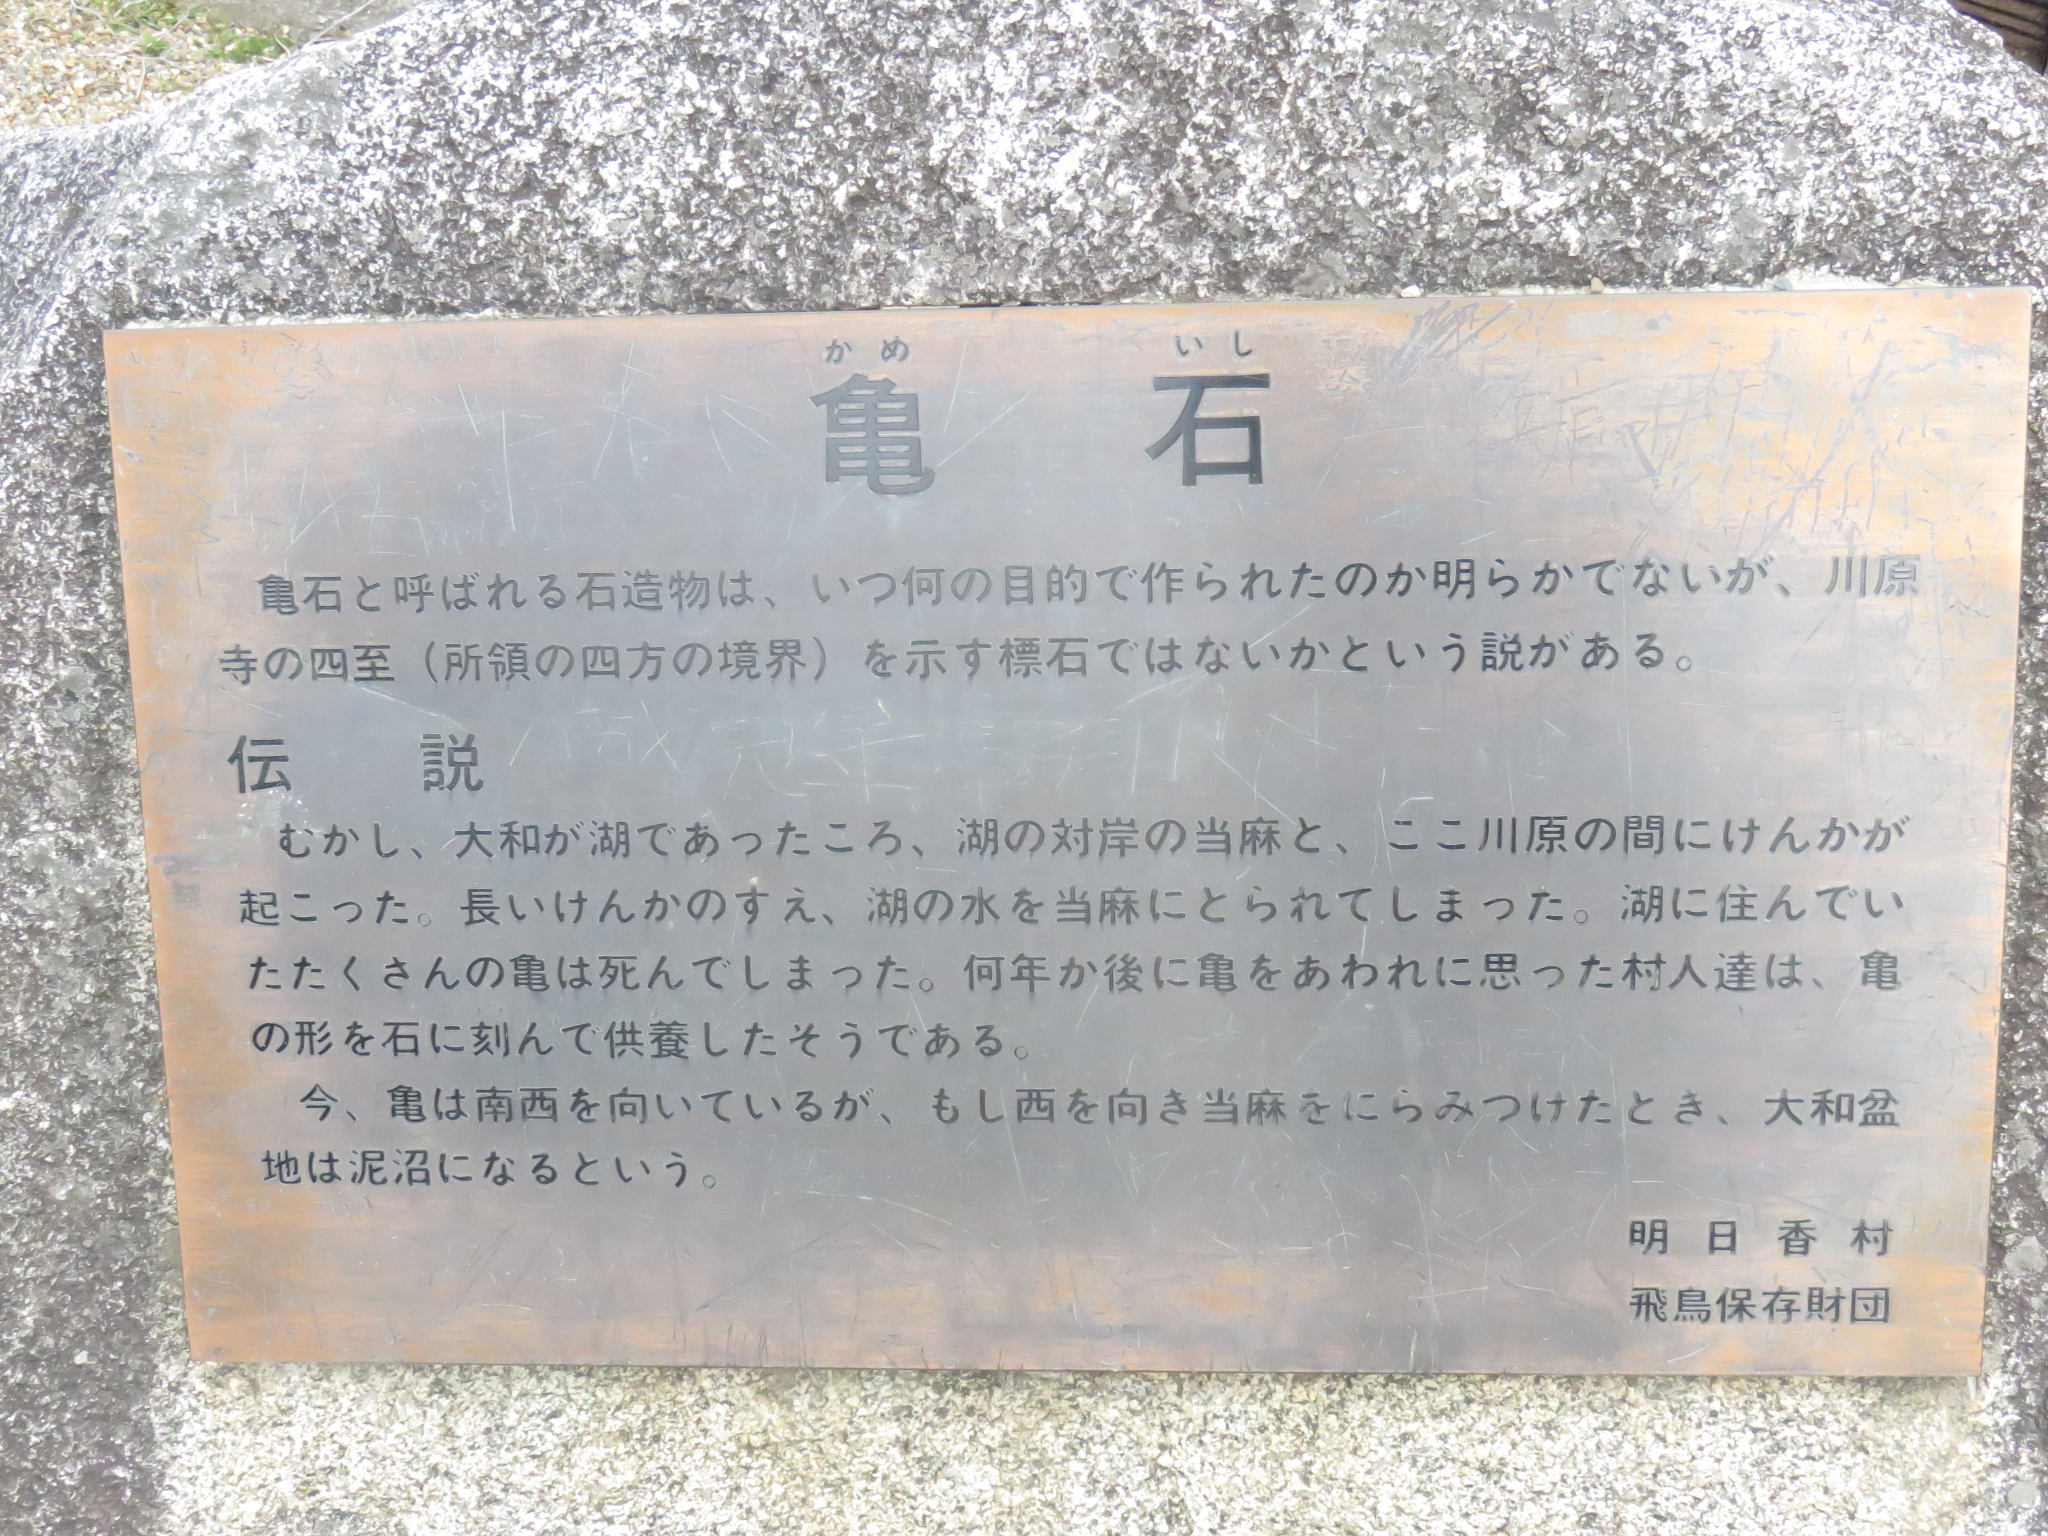 かめ いし
亀 石
亀石と呼ばれる石造物は、いつ何の目的で作られたのか明らかでないが、川原
寺の四至（所領の四方の境界）を示す標石ではないかという説がある。
伝 説
むかし、大和が湖であったころ、湖の対岸の当麻と、ここ川原の間にけんかが
起こった。長いけんかのすえ、湖の水を当麻にとられてしまった。湖に住んでい
たたくさんの亀は死んでしまった。何年か後に亀をあわれに思った村人達は、亀
の形を石に刻んで供養したそうである。
今、亀は南西を向いているが、もし西を向き当麻をにらみつけたとき、大和盆
地は泥沼になるという。
明日香村
飛鳥保存財団